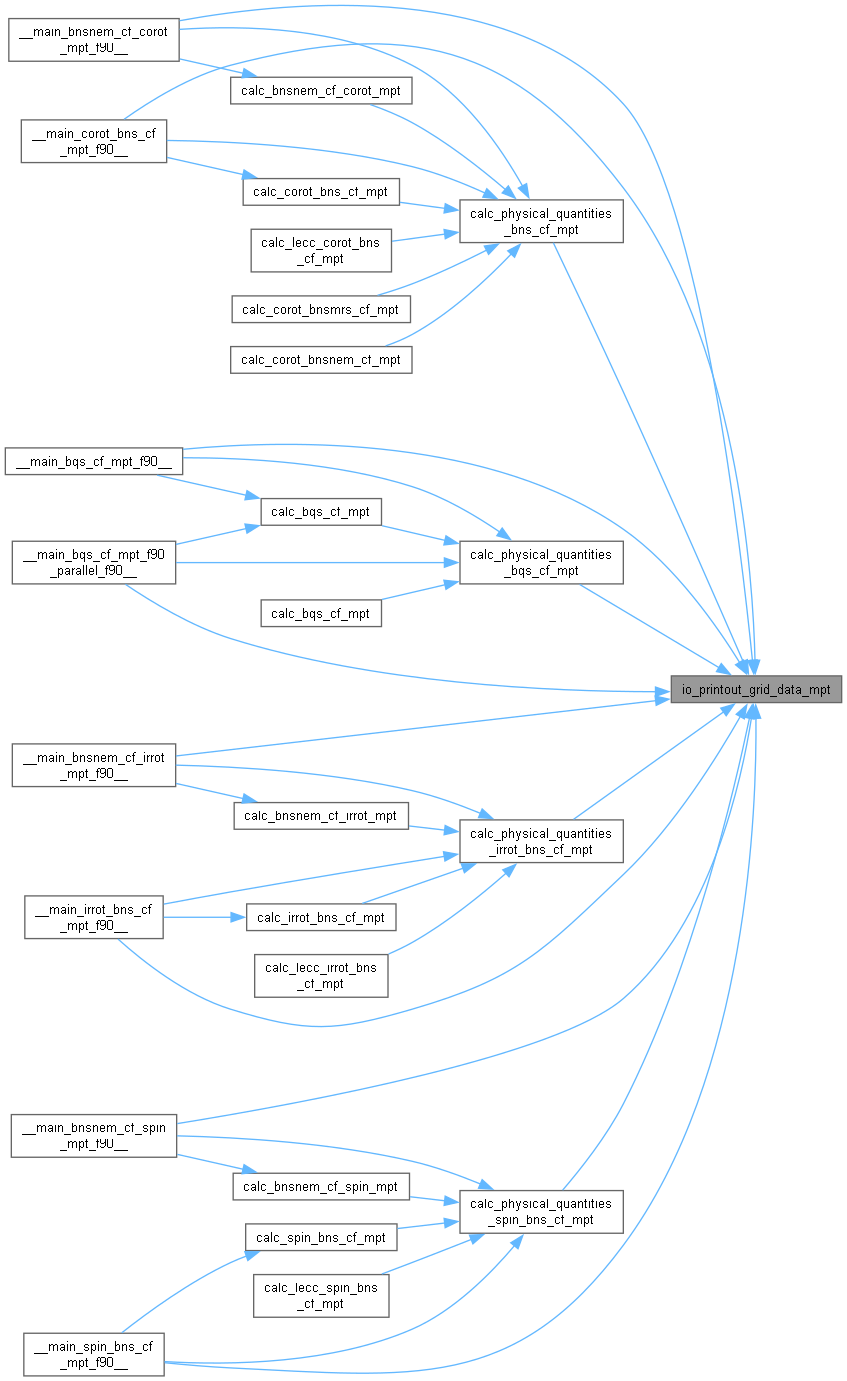 __main_bnsnem_cf_corot
_mpt_f90__
calc_bnsnem_cf_corot_mpt
__main_corot_bns_cf
_mpt_f90__
calc_corot_bns_cf_mpt
calc_physical_quantities
_bns_cf_mpt
calc_lecc_corot_bns
_cf_mpt
calc_corot_bnsmrs_cf_mpt
calc_corot_bnsnem_cf_mpt
__main_bqs_cf_mpt_f90__
calc_bqs_cf_mpt
__main_bqs_cf_mpt_f90
_parallel_f90__
calc_physical_quantities
_bqs_cf_mpt
calc_bqs_cf_mpt
io_printout_grid_data_mpt
__main_bnsnem_cf_irrot
_mpt_f90__
calc_bnsnem_cf_irrot_mpt
calc_physical_quantities
_irrot_bns_cf_mpt
__main_irrot_bns_cf
_mpt_f90__
calc_irrot_bns_cf_mpt
calc_lecc_irrot_bns
_cf_mpt
__main_bnsnem_cf_spin
_mpt_f90__
calc_bnsnem_cf_spin_mpt
calc_physical_quantities
_spin_bns_cf_mpt
calc_spin_bns_cf_mpt
calc_lecc_spin_bns
_cf_mpt
__main_spin_bns_cf
_mpt_f90__